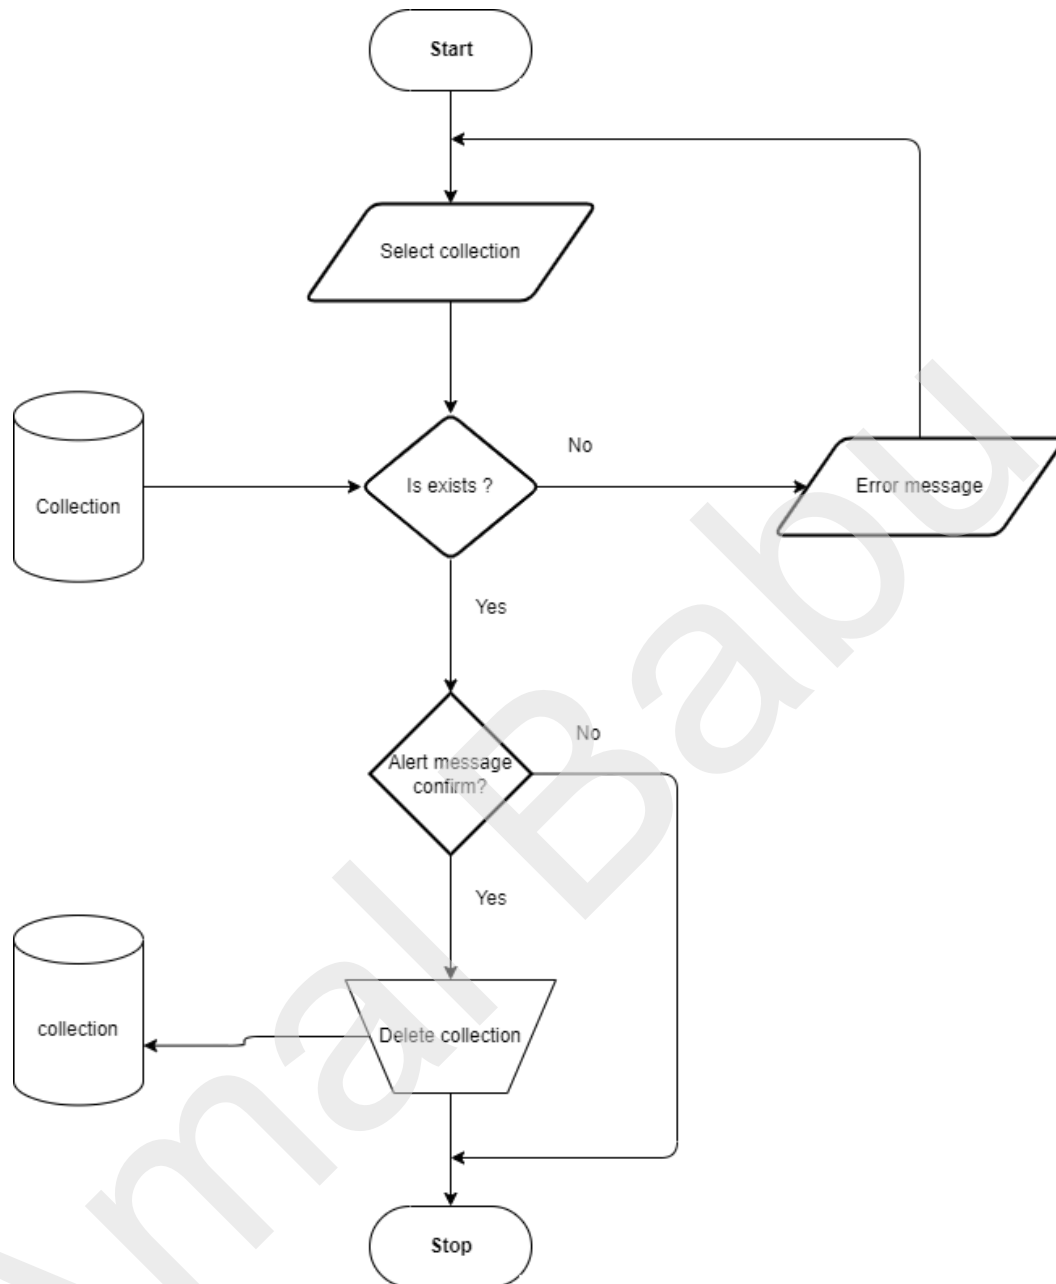 Start
Select collection
Collection
Is exists ?
No
Error message
Yes
Alert message
confirm?
No
Yes
collection
Delete collection
Stop
Amal Babu